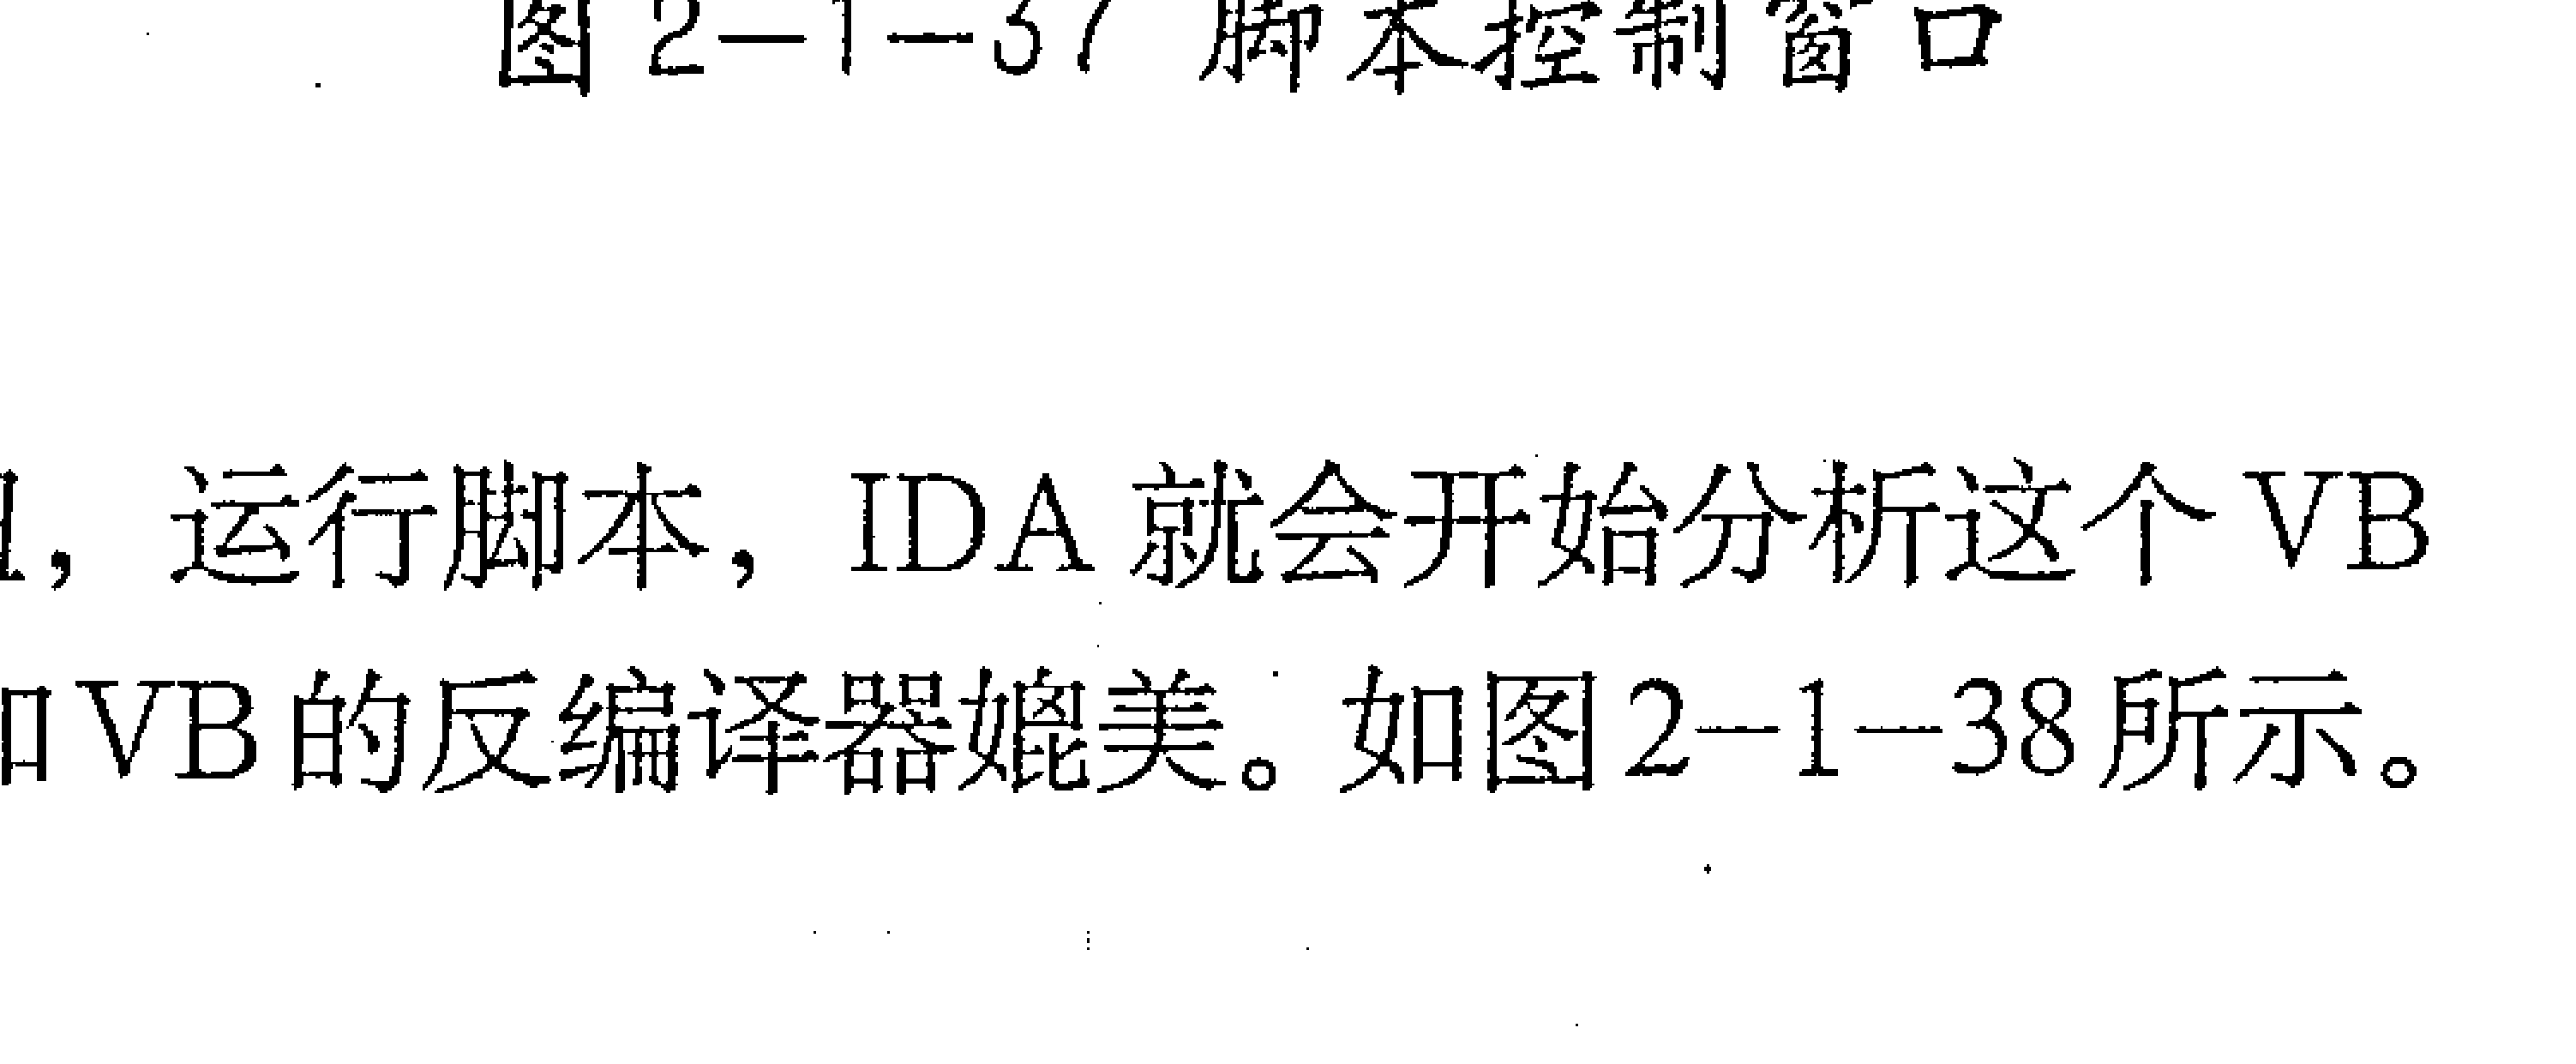 图 2-1-37 脚本控制窗口
，运行脚本，IDA 就会开始分析这个 VB
VB 的反编译器媲美。如图 2-1-38 所示。